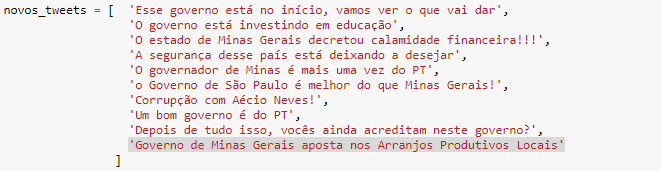 novos_tweets = [ 'Esse governo está no início, vamos ver o que vai dar',
'O governo está investindo em educação',
'O estado de Minas Gerais decretou calamidade financeira!!!',
'A segurança desse país está deixando a desejar',
'O governador de Minas é mais uma vez do PT',
'o Governo de São Paulo é melhor do que Minas Gerais!',
'Corrupção com Aécio Neves!',
'Um bom governo é do PT',
'Depois de tudo isso, vocês ainda acreditam neste governo?',
'Governo de Minas Gerais aposta nos Arranjos Produtivos Locais'
]